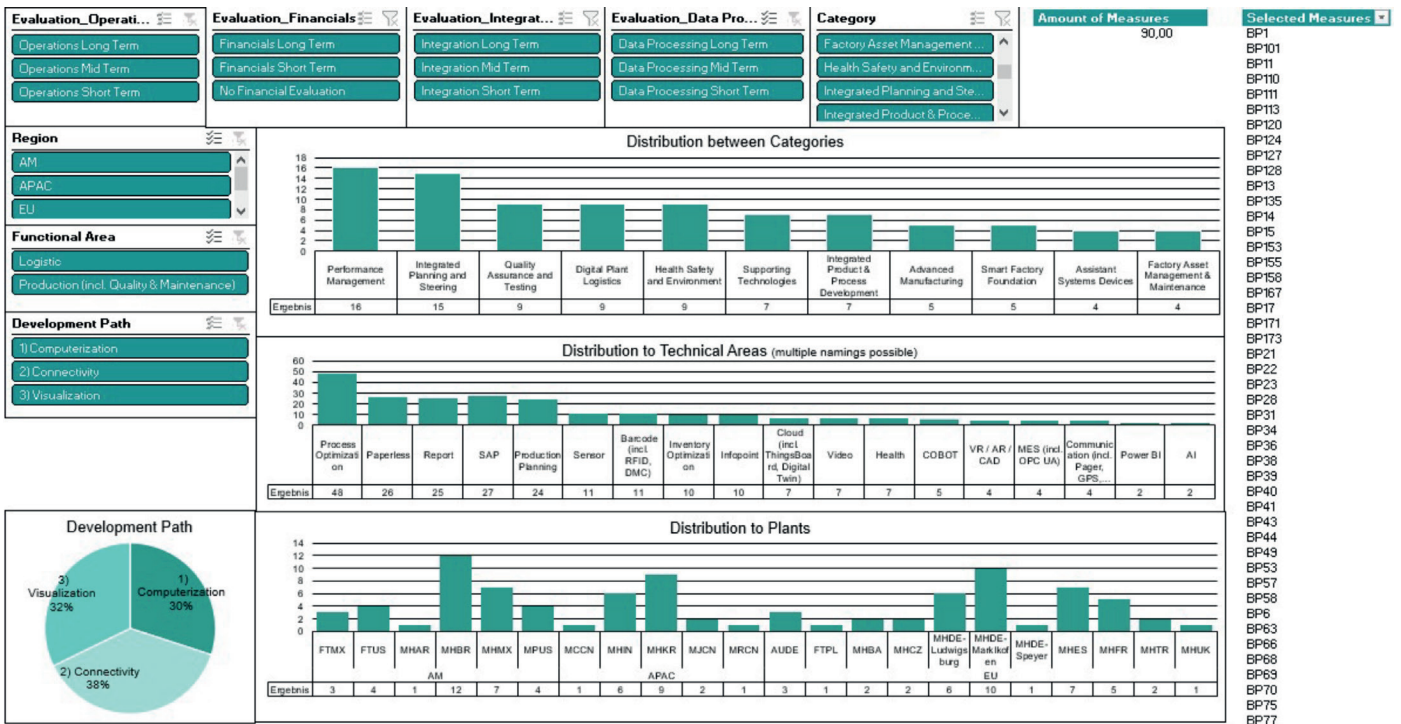 Evaluation_Operati...
Operations Long Term
Operations Mid Term
Operations Short Term
Evaluation_Financials
Financials Long Term
Financials Short Term
No Financial Evaluation
Evaluation_Integrat...
Integration Long Term
Integration Mid Term
Integration Short Term
Evaluation_Data Pro...
Data Processing Long Term
Data Processing Mid Term
Data Processing Short Term
Category
Factory Asset Management ...
Health Safety and Environm...
Integrated Planning and Ste...
Integrated Product & Proce...
Amount of Measures
90,00
Selected Measures
BP1
BP101
BP11
BP110
BP111
BP113
BP120
BP124
BP127
BP128
BP13
BP135
BP14
BP15
BP153
BP155
BP158
BP167
BP17
BP171
BP173
BP21
BP22
BP23
BP28
BP31
BP34
BP36
BP38
BP39
BP40
BP41
BP43
BP44
BP49
BP53
BP57
BP58
BP6
BP63
BP66
BP68
BP69
BP70
BP75
BP77
Region
AM
APAC
EU
Functional Area
Logistic
Production (incl. Quality & Maintenance)
Development Path
1) Computerization
2) Connectivity
3) Visualization
Distribution between Categories
18
16
14
12
10
8
6
4
2
0
Performance
Management
Integrated
Planning and
Steering
Quality
Assurance and
Testing
Digital Plant
Logistics
Health Safety
and Environment
Supporting
Technologies
Integrated
Product &
Process
Development
Advanced
Manufacturing
Smart Factory
Foundation
Assistant
Systems Devices
Factory Asset
Management &
Maintenance
Ergebnis 16 15 9 9 9 7 7 5 5 4 4
Distribution to Technical Areas (multiple namings possible)
60
50
40
30
20
10
0
Process
Optimizati
on
Paperless
Report
SAP
Production
Planning
Sensor
Barcode
(incl.
RFID,
DMC)
Inventory
Optimizati
on
Infopoint
Cloud
(incl.
ThingsBoa
rd, Digital
Twin)
Video
Health
COBOT
VR / AR /
CAD
MES (incl.
OPC UA)
Communic
ation (incl.
Pager,
GPS,...
Power BI
AI
Ergebnis 48 26 25 27 24 11 11 10 10 7 7 7 5 4 4 4 2 2
Development Path
3)
Visualization
32%
1)
Computerization
30%
2) Connectivity
38%
Distribution to Plants
14
12
10
8
6
4
2
0
FTMX FTUS MHAR MHBR MHMX MPUS MCCN MHIN MHKR MJCN MRCN AUDE FTPL MHBA MHCZ
MHDE-
Ludwigs
burg
MHDE-
Marklkof
en
MHDE-
Speyer
MHES MHFR MHTR MHUK
AM APAC EU
Ergebnis 3 4 1 12 7 4 1 6 9 2 1 3 1 2 2 6 10 1 7 5 2 1